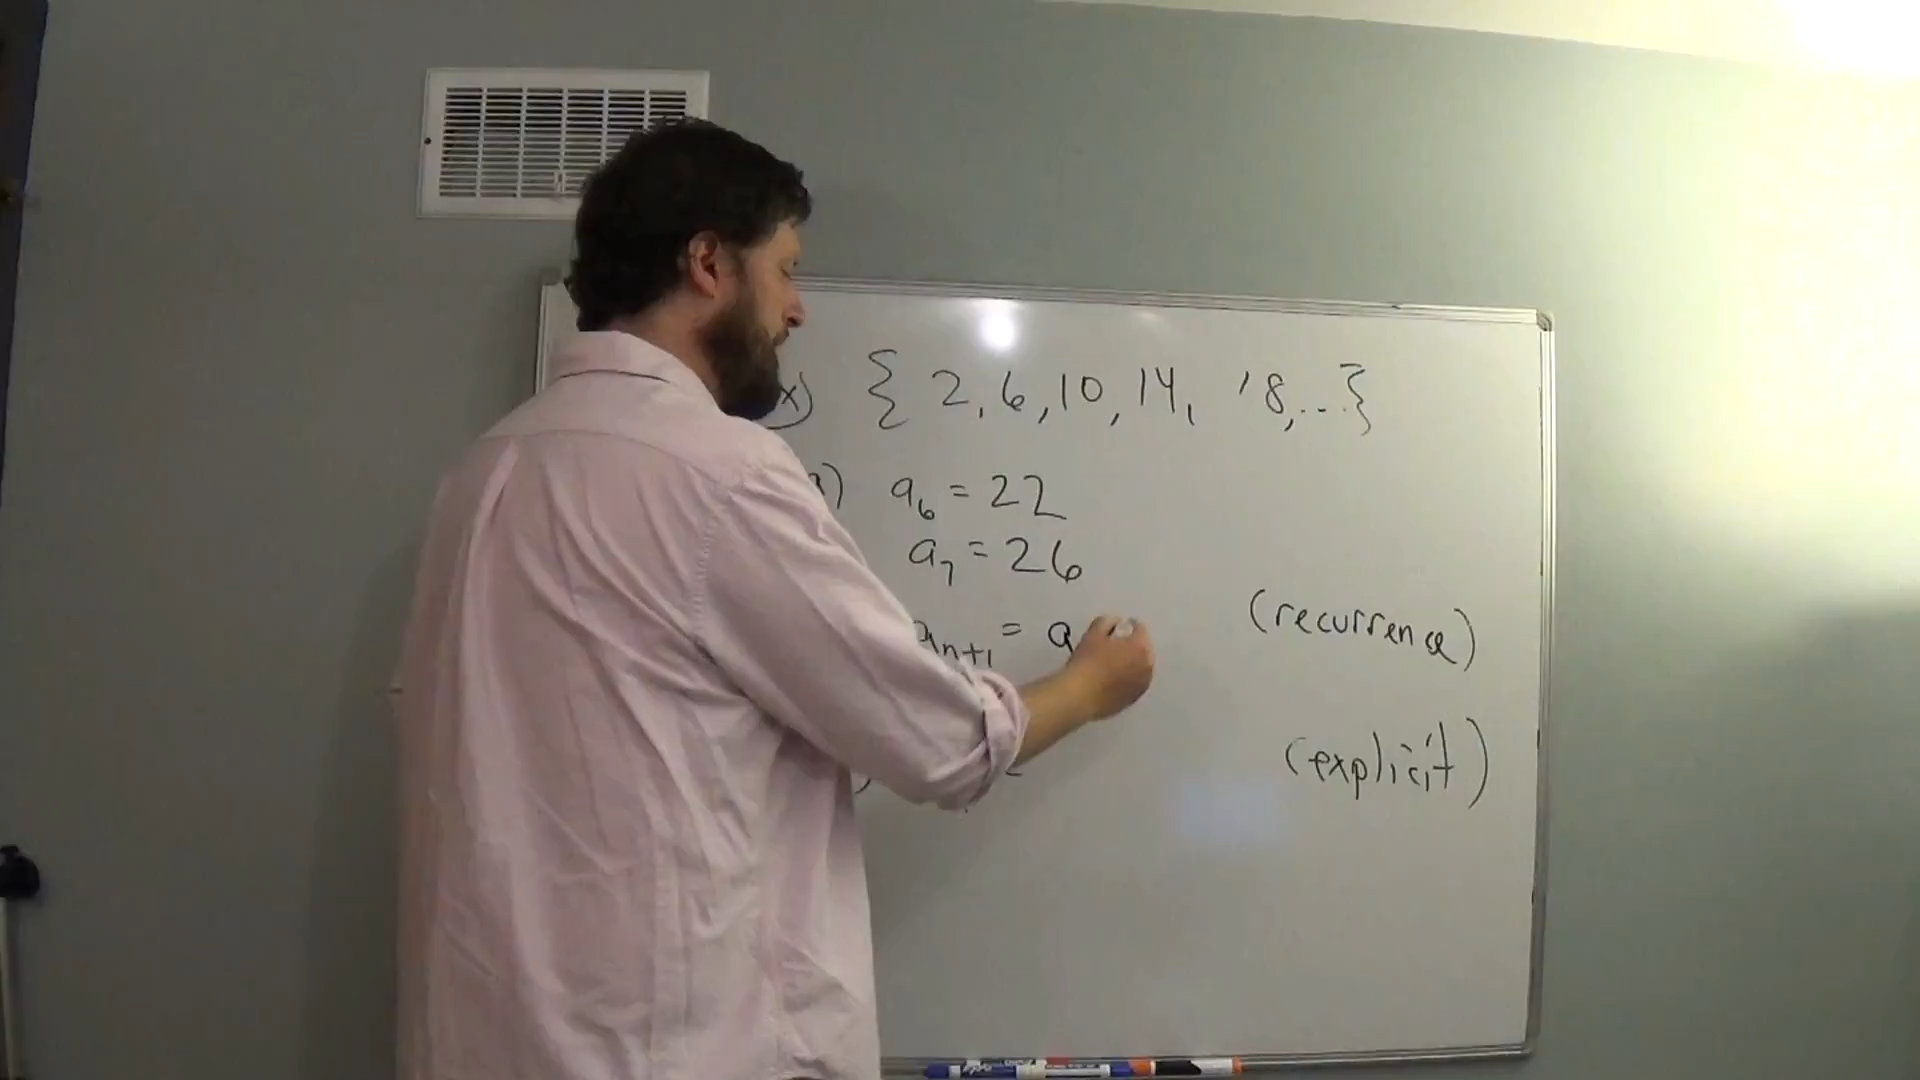 x) { 2, 6, 10, 14, 18, ... }
a) a₆ = 22
a₇ = 26
aₙ₊₁ = a (recurrence)
) (explicit)